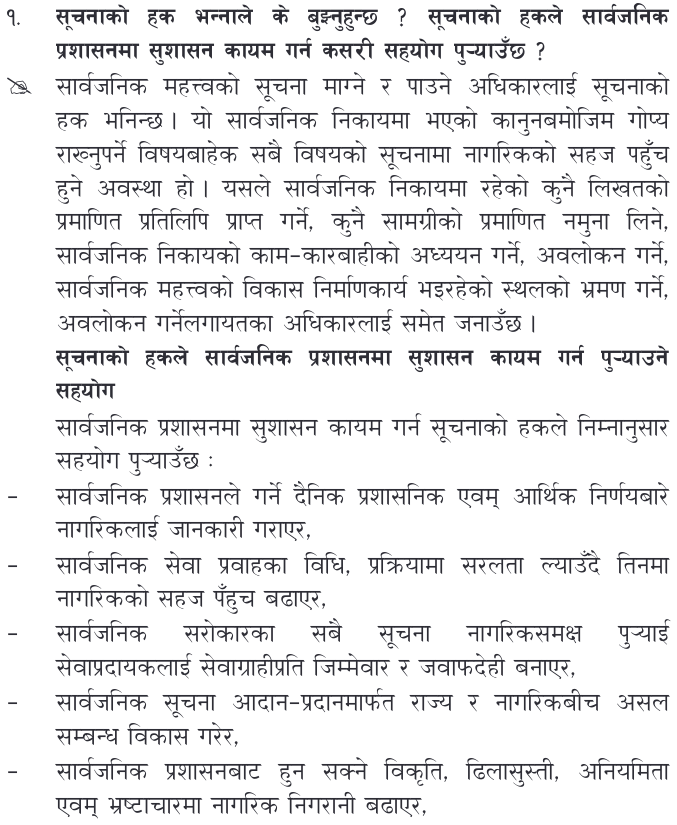 १. सूचनाको हक भन्नाले के बुझ्नुहुन्छ ? सूचनाको हकले सार्वजनिक
प्रशासनमा सुशासन कायम गर्न कसरी सहयोग पुर्‍याउँछ ?
सार्वजनिक महत्त्वको सूचना माग्ने र पाउने अधिकारलाई सूचनाको
हक भनिन्छ। यो सार्वजनिक निकायमा भएको कानुनबमोजिम गोप्य
राख्नुपर्ने विषयबाहेक सबै विषयको सूचनामा नागरिकको सहज पहुँच
हुने अवस्था हो। यसले सार्वजनिक निकायमा रहेको कुनै लिखतको
प्रमाणित प्रतिलिपि प्राप्त गर्ने, कुनै सामग्रीको प्रमाणित नमुना लिने,
सार्वजनिक निकायको काम-कारबाहीको अध्ययन गर्ने, अवलोकन गर्ने,
सार्वजनिक महत्त्वको विकास निर्माणकार्य भइरहेको स्थलको भ्रमण गर्ने,
अवलोकन गर्नेलगायतका अधिकारलाई समेत जनाउँछ।
सूचनाको हकले सार्वजनिक प्रशासनमा सुशासन कायम गर्न पुर्‍याउने
सहयोग
सार्वजनिक प्रशासनमा सुशासन कायम गर्न सूचनाको हकले निम्नानुसार
सहयोग पुर्‍याउँछ :
- सार्वजनिक प्रशासनले गर्ने दैनिक प्रशासनिक एवम् आर्थिक निर्णयबारे
नागरिकलाई जानकारी गराएर,
- सार्वजनिक सेवा प्रवाहका विधि, प्रक्रियामा सरलता ल्याउँदै तिनमा
नागरिकको सहज पँहुच बढाएर,
- सार्वजनिक सरोकारका सबै सूचना नागरिकसमक्ष पुर्‍याई
सेवाप्रदायकलाई सेवाग्राहीप्रति जिम्मेवार र जवाफदेही बनाएर,
- सार्वजनिक सूचना आदान-प्रदानमार्फत राज्य र नागरिकबीच असल
सम्बन्ध विकास गरेर,
- सार्वजनिक प्रशासनबाट हुन सक्ने विकृति, ढिलासुस्ती, अनियमिता
एवम् भ्रष्टाचारमा नागरिक निगरानी बढाएर,